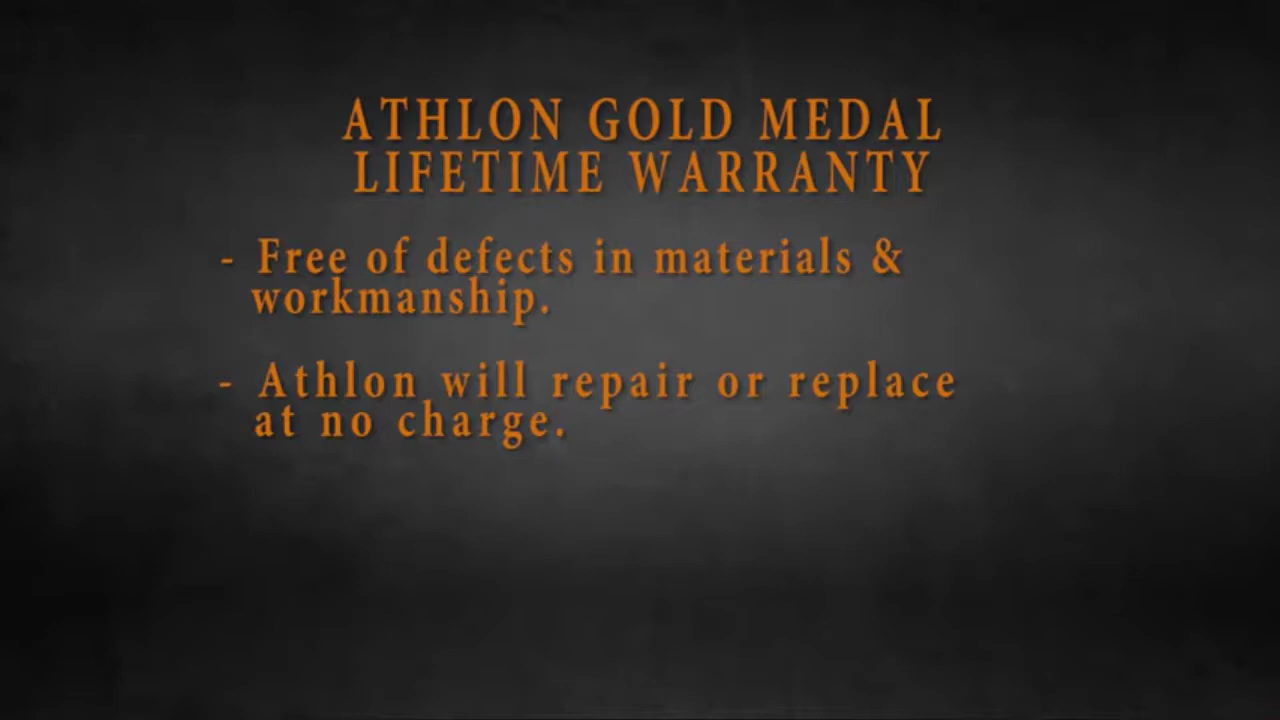 ATHLON GOLD MEDAL
LIFETIME WARRANTY
- Free of defects in materials &
workmanship.
- Athlon will repair or replace
at no charge.